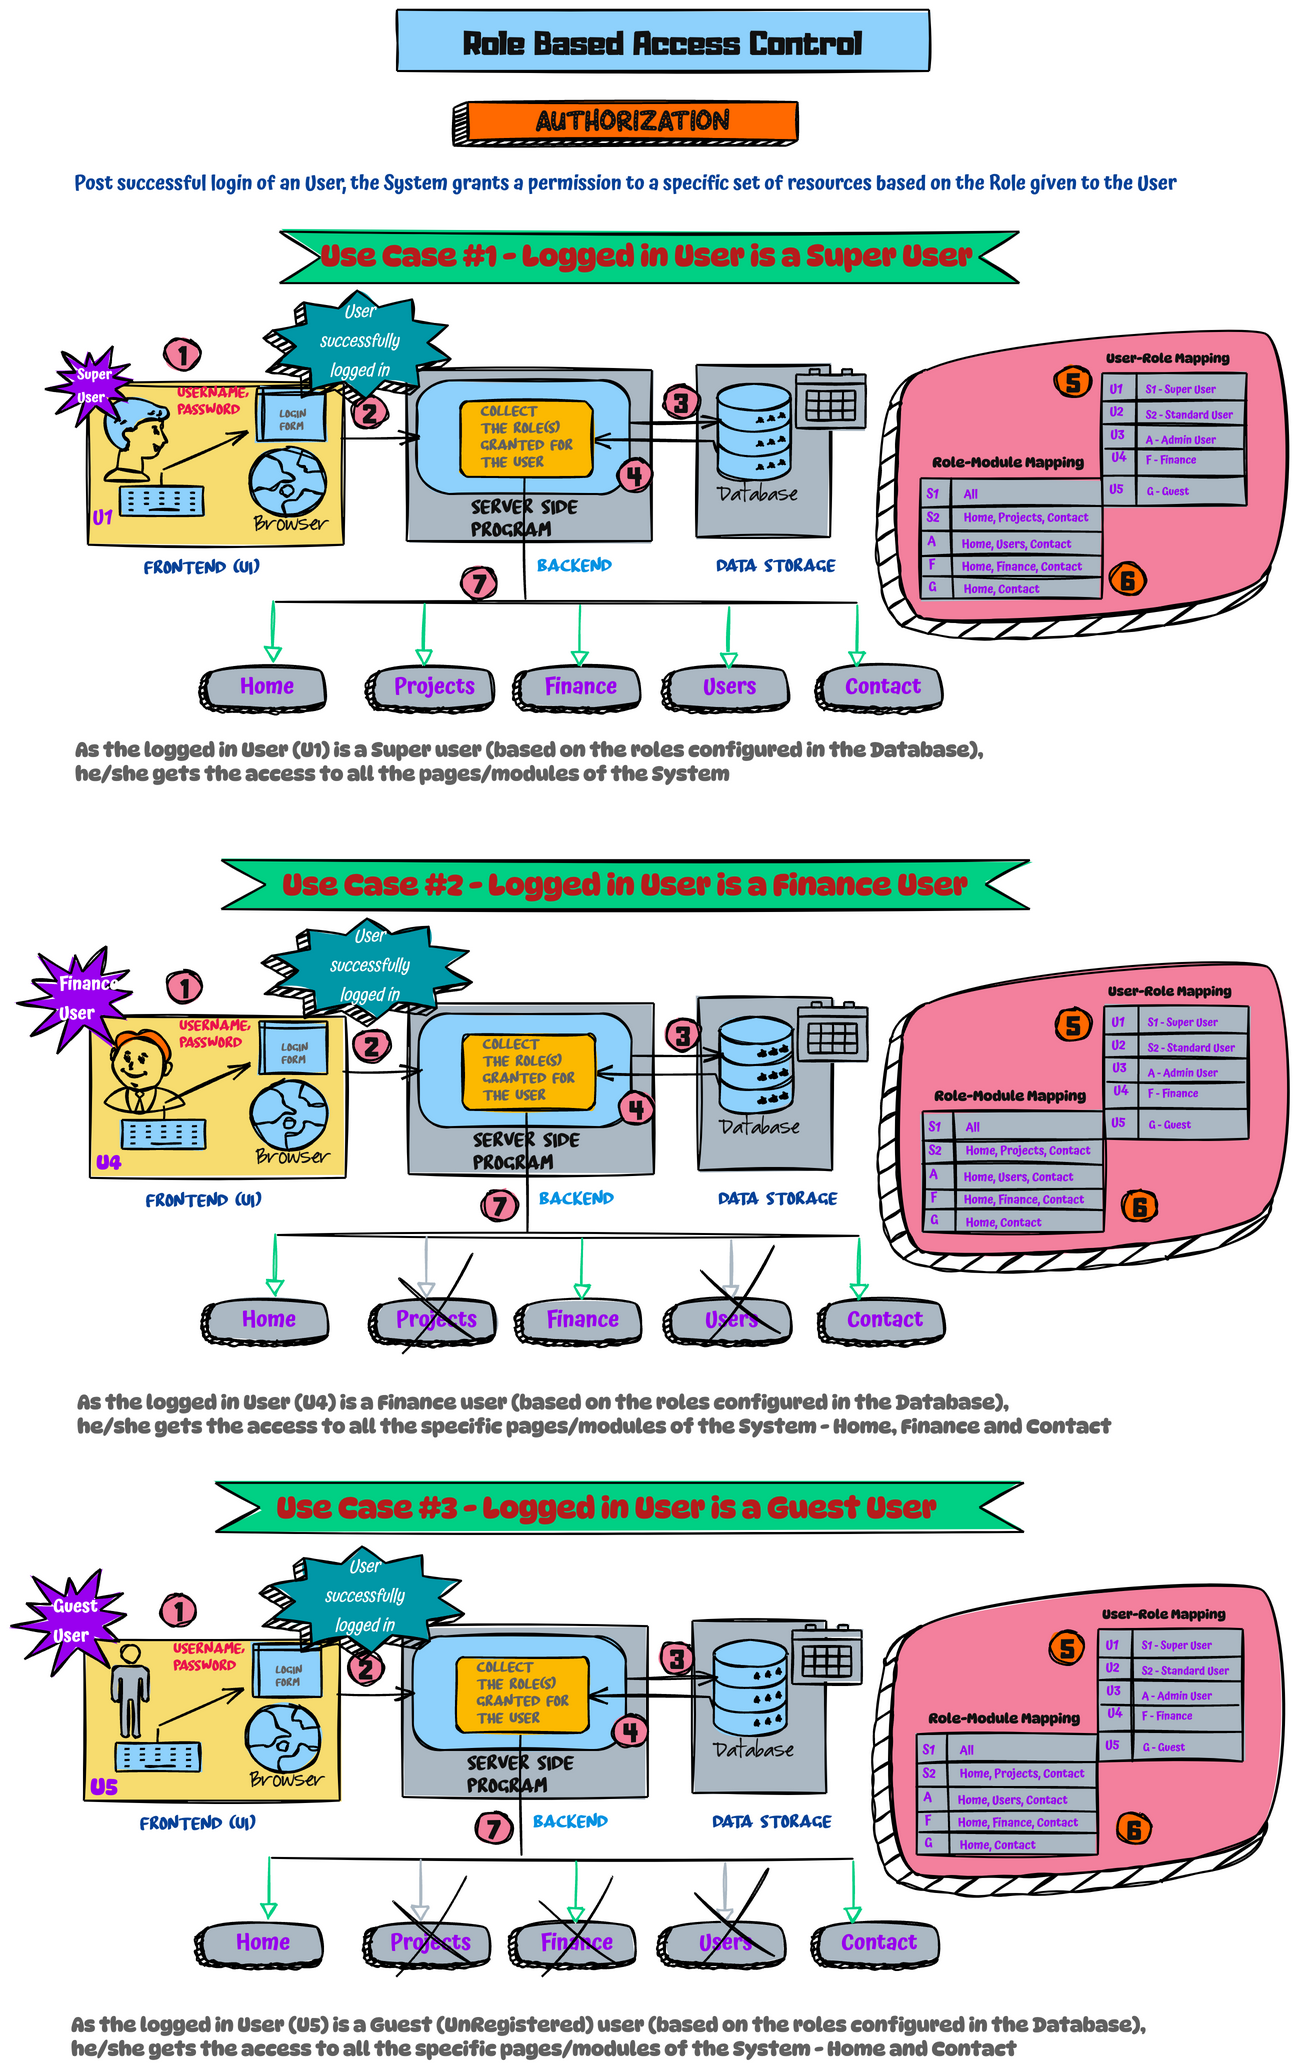 Role Based Access Control
AUTHORIZATION
Post successful login of an User, the System grants a permission to a specific set of resources based on the Role given to the User
Use Case #1 - Logged in User is a Super User
User
successfully
logged in
Super
User
1
USERNAME,
PASSWORD
LOGIN
FORM
U1
Browser
FRONTEND (UI)
2
COLLECT
THE ROLE(S)
GRANTED FOR
THE USER
SERVER SIDE
PROGRAM
BACKEND
3
4
Database
DATA STORAGE
5
User-Role Mapping
U1 S1 - Super User
U2 S2 - Standard User
U3 A - Admin User
U4 F - Finance
U5 G - Guest
Role-Module Mapping
S1 All
S2 Home, Projects, Contact
A Home, Users, Contact
F Home, Finance, Contact
G Home, Contact
6
7
Home
Projects
Finance
Users
Contact
As the logged in User (U1) is a Super user (based on the roles configured in the Database),
he/she gets the access to all the pages/modules of the System
Use Case #2 - Logged in User is a Finance User
User
successfully
logged in
Finance
User
1
USERNAME,
PASSWORD
LOGIN
FORM
U4
Browser
FRONTEND (UI)
2
COLLECT
THE ROLE(S)
GRANTED FOR
THE USER
SERVER SIDE
PROGRAM
BACKEND
3
4
Database
DATA STORAGE
5
User-Role Mapping
U1 S1 - Super User
U2 S2 - Standard User
U3 A - Admin User
U4 F - Finance
U5 G - Guest
Role-Module Mapping
S1 All
S2 Home, Projects, Contact
A Home, Users, Contact
F Home, Finance, Contact
G Home, Contact
6
7
Home
Projects
Finance
Users
Contact
As the logged in User (U4) is a Finance user (based on the roles configured in the Database),
he/she gets the access to all the specific pages/modules of the System - Home, Finance and Contact
Use Case #3 - Logged in User is a Guest User
User
successfully
logged in
Guest
User
1
USERNAME,
PASSWORD
LOGIN
FORM
U5
Browser
FRONTEND (UI)
2
COLLECT
THE ROLE(S)
GRANTED FOR
THE USER
SERVER SIDE
PROGRAM
BACKEND
3
4
Database
DATA STORAGE
5
User-Role Mapping
U1 S1 - Super User
U2 S2 - Standard User
U3 A - Admin User
U4 F - Finance
U5 G - Guest
Role-Module Mapping
S1 All
S2 Home, Projects, Contact
A Home, Users, Contact
F Home, Finance, Contact
G Home, Contact
6
7
Home
Projects
Finance
Users
Contact
As the logged in User (U5) is a Guest (UnRegistered) user (based on the roles configured in the Database),
he/she gets the access to all the specific pages/modules of the System - Home and Contact